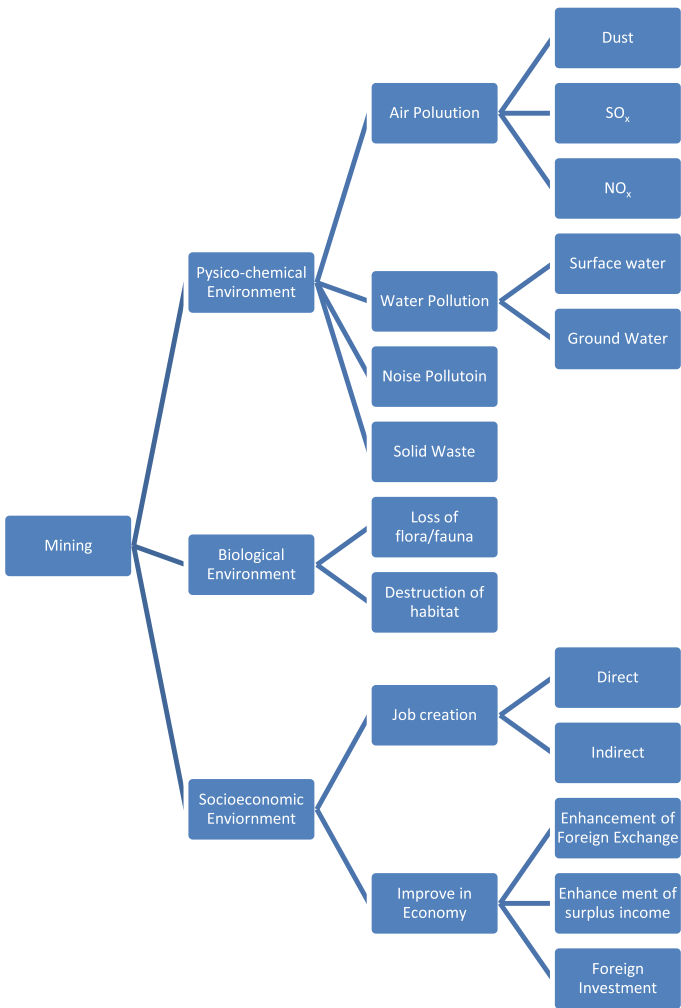 Mining
Pysico-chemical
Environment
Air Poluution
Dust
SOₓ
NOₓ
Water Pollution
Surface water
Ground Water
Noise Pollutoin
Solid Waste
Biological
Environment
Loss of
flora/fauna
Destruction of
habitat
Socioeconomic
Enviornment
Job creation
Direct
Indirect
Improve in
Economy
Enhancement of
Foreign Exchange
Enhance ment of
surplus income
Foreign
Investment